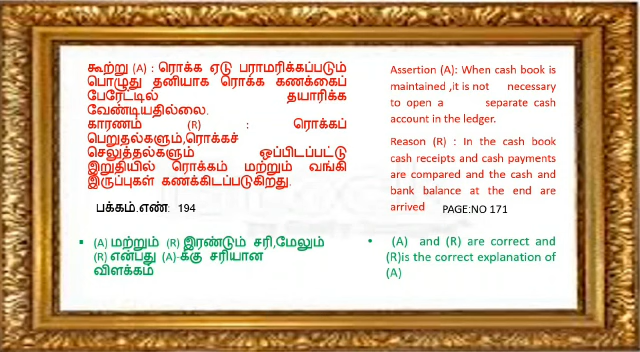 கூற்று (A) : ரொக்க ஏடு பராமரிக்கப்படும்
பொழுது தனியாக ரொக்க கணக்கைப்
பேரேட்டில் தயாரிக்க
வேண்டியதில்லை.
காரணம் (R) : ரொக்கப்
பெறுதல்களும்,ரொக்கச்
செலுத்தல்களும் ஒப்பிடப்பட்டு
இறுதியில் ரொக்கம் மற்றும் வங்கி
இருப்புகள் கணக்கிடப்படுகிறது.
பக்கம்.எண்: 194
▪ (A) மற்றும் (R) இரண்டும் சரி,மேலும்
(R) என்பது (A)-க்கு சரியான
விளக்கம்
Assertion (A): When cash book is
maintained ,it is not necessary
to open a separate cash
account in the ledger.
Reason (R) : In the cash book
cash receipts and cash payments
are compared and the cash and
bank balance at the end are
arrived PAGE:NO 171
• (A) and (R) are correct and
(R)is the correct explanation of
(A)